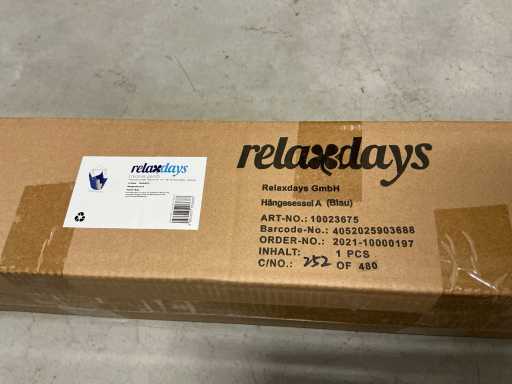 relaxdays
relaxdays
Relaxdays GmbH
Hängesessel A (Blau)
ART-NO.: 10023675
Barcode-No.: 4052025903688
ORDER-NO.: 2021-10000197
INHALT: 1 PCS
C/NO.: 252 OF 480